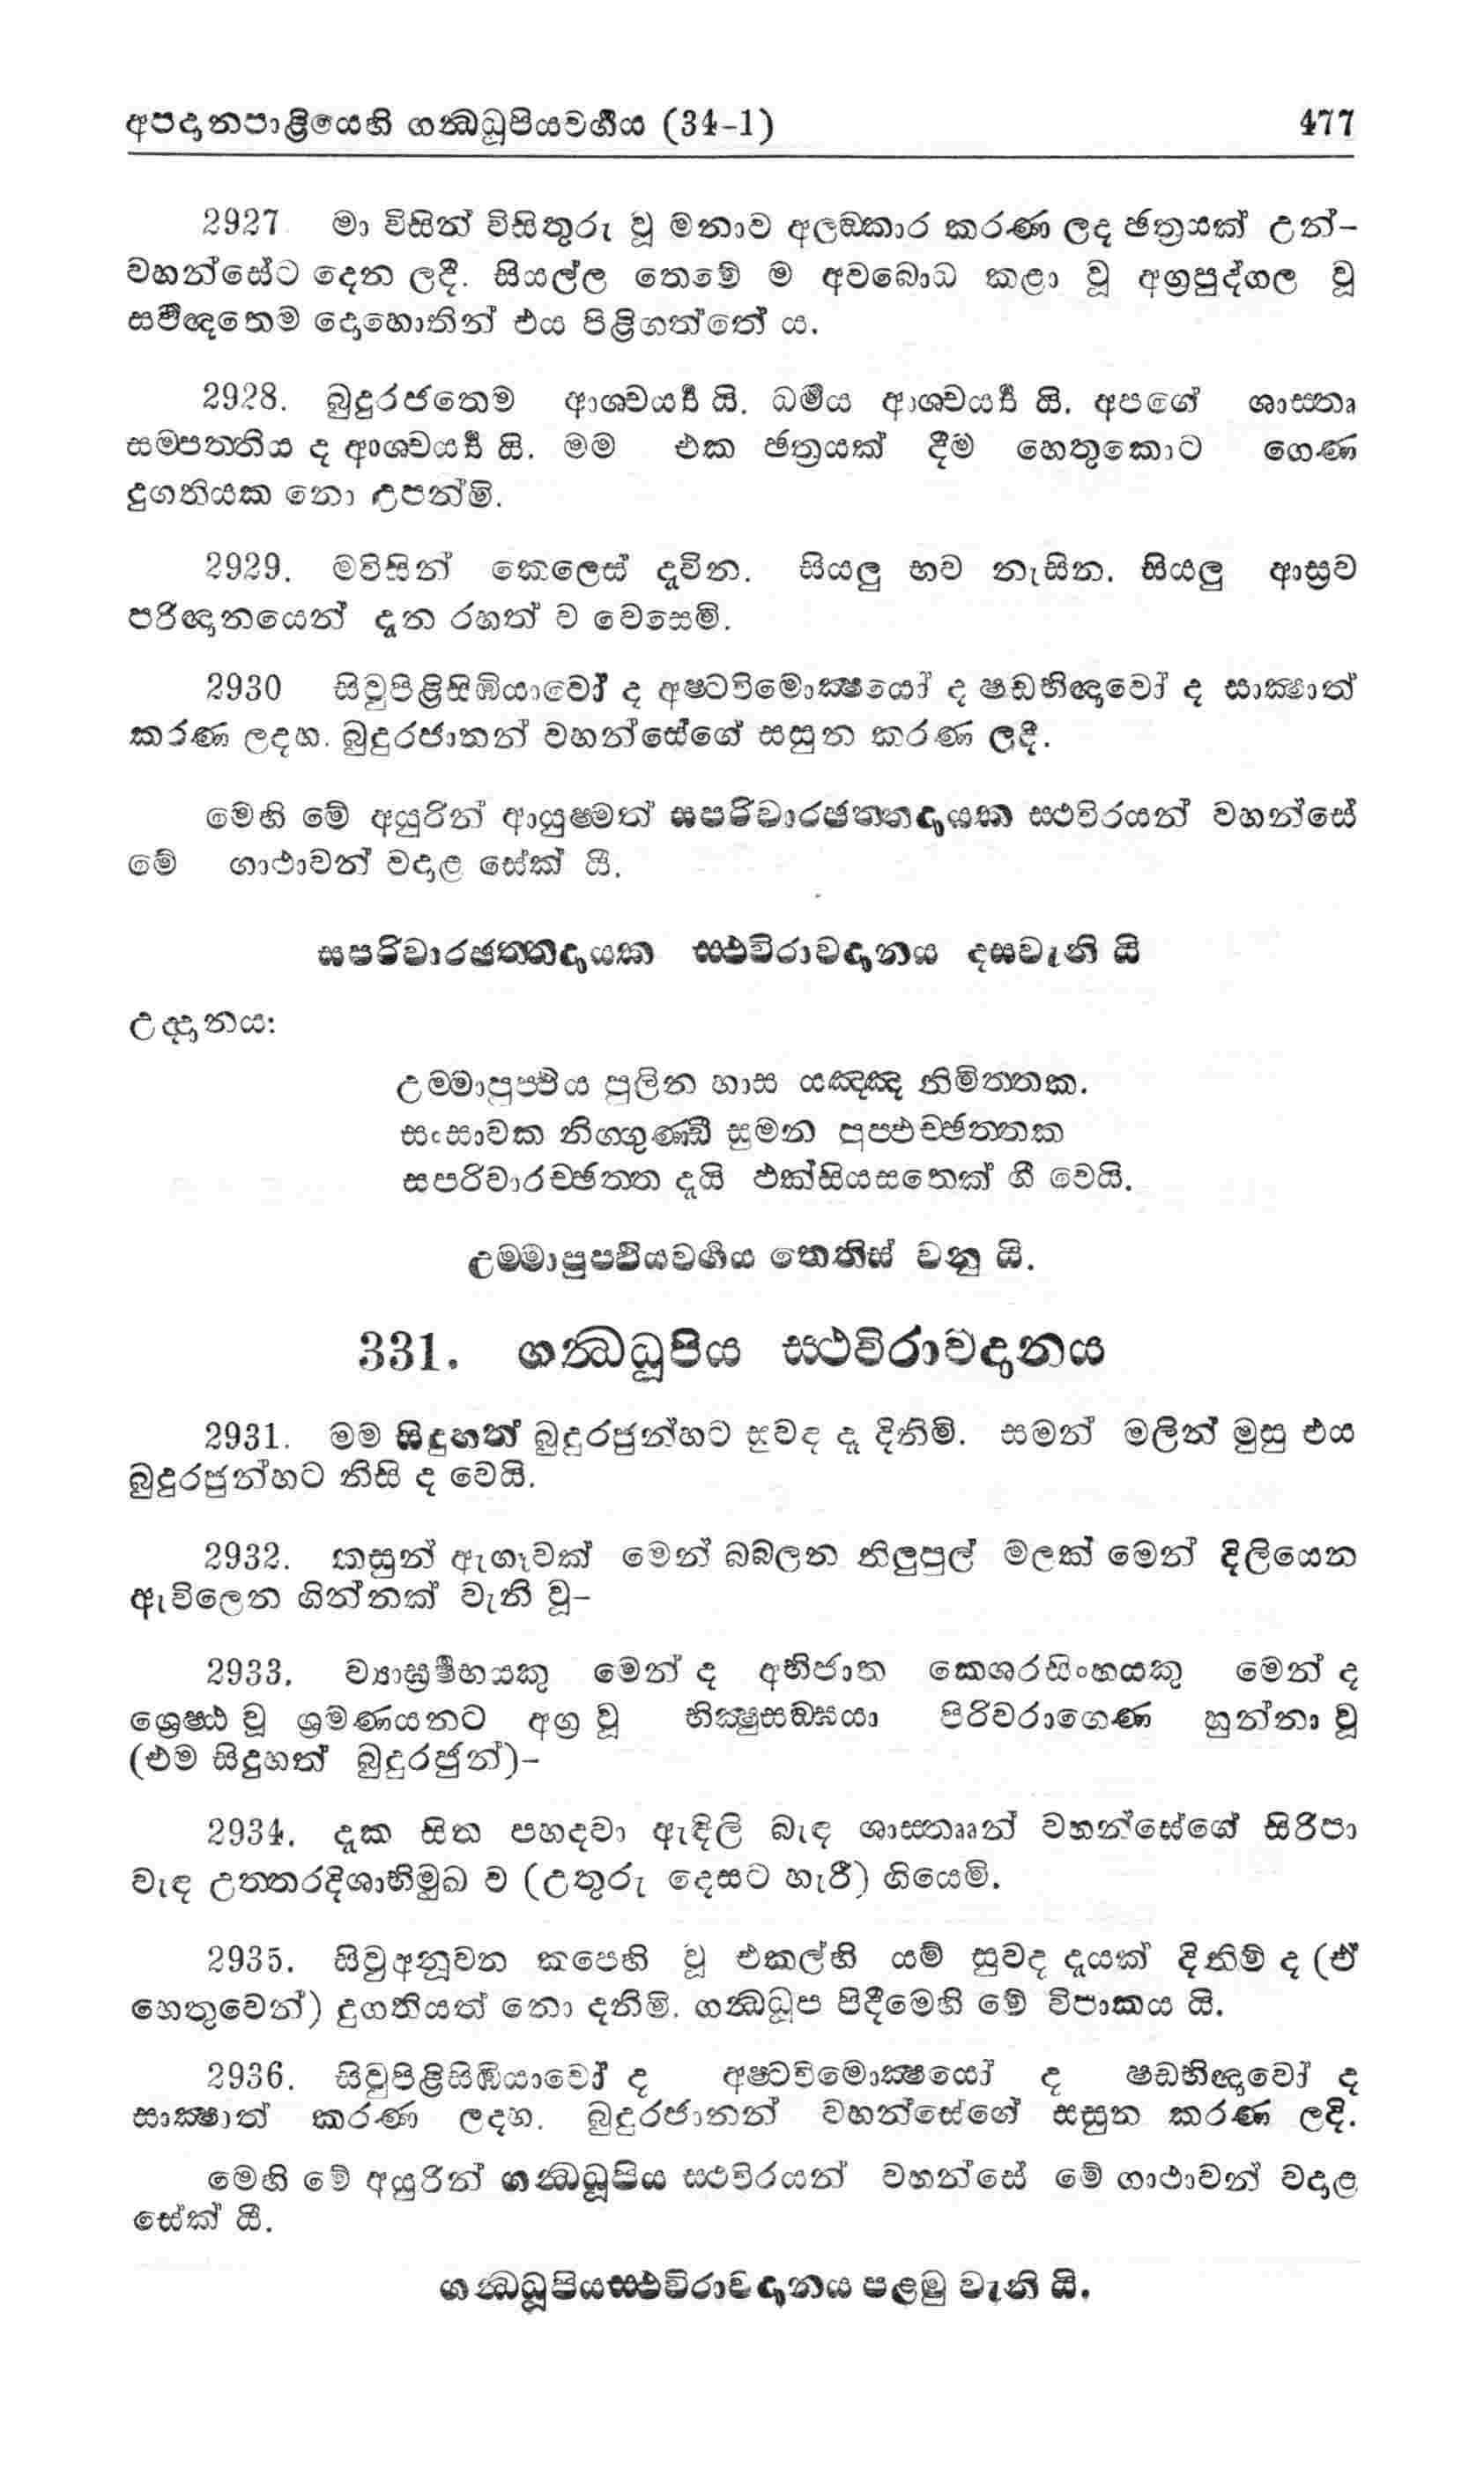 අපදානපාළියෙහි ගන්‍ධධූපියවර්‍ගය (34-1) 477
2927. මා විසින් විසිතුරු වූ මනාව අලඞ්කාර කරණ ලද ඡත්‍රයක් උන්-
වහන්සේට දෙන ලදී. සියල්ල තෙමේ ම අවබොධ කළා වූ අග්‍රපුද්ගල වූ
සර්‍වඥතෙම දෙහොතින් එය පිළිගත්තේ ය.
2928. බුදුරජතෙම ආශ්චර්‍ය්‍ය යි. ධර්‍මය ආශ්චර්‍ය්‍ය යි. අපගේ ශාස්තෘ
සම්පත්තිය ද ආශ්චර්‍ය්‍ය යි. මම එක ඡත්‍රයක් දීම හෙතුකොට ගෙණ
දුගතියක නො උපන්මි.
2929. මවිසින් කෙලෙස් දැවින. සියලු භව නැසින. සියලු ආස්‍රව
පරිඥානයෙන් දැන රහත් ව වෙසෙමි.
2930 සිවුපිළිසිඹියාවෝ ද අෂ්ටවිමොක්‍ෂයෝ ද ෂඩභිඥාවෝ ද සාක්‍ෂාත්
කරණ ලදහ. බුදුරජානන් වහන්සේගේ සසුන කරණ ලදී.
මෙහි මේ අයුරින් ආයුෂ්මත් සපරිවාරඡත්තදායක ස්ථවිරයන් වහන්සේ
මේ ගාථාවන් වදාළ සේක් යී.
සපරිවාරඡත්තදායක ස්ථවිරාවදානය දසවැනි යි
උද්‍දානය:
උම්මාපුප්ඵිය පුලින හාස යඤ්ඤ නිමිත්තක.
සංසාවක නිග්ගුණ්ඩී සුමන පුප්ඵච්ඡත්තක
සපරිවාරච්ඡත්ත දැයි එක්සියසතෙක් ගී වෙයි.
උම්මාපුප්ඵියවර්‍ගය තෙතිස් වනු යි.
331. ගන්‍ධධූපිය ස්ථවිරාවදානය
2931. මම සිදුහත් බුදුරජුන්හට සුවද දූ දිනිමි. සමන් මලින් මුසු එය
බුදුරජුන්හට නිසි ද වෙයි.
2932. කසුන් ඇගෑවක් මෙන් බබලන නිලුපුල් මලක් මෙන් දිලියෙන
ඇවිලෙන ගින්නක් වැනි වූ-
2933. ව්‍යාඝ්‍රර්‍ෂභයකු මෙන් ද අභිජාත කෙශරසිංහයකු මෙන් ද
ශ්‍රෙෂ්ඨ වූ ශ්‍රමණයනට අග්‍ර වූ භික්‍ෂුසඞ්ඝයා පිරිවරාගෙණ හුන්නා වූ
(එම සිදුහත් බුදුරජුන්)-
2934. දැක සිත පහදවා ඇඳිලි බැඳ ශාස්තෲන් වහන්සේගේ සිරිපා
වැඳ උත්තරදිශාභිමුඛ ව (උතුරු දෙසට හැරී) ගියෙමි.
2935. සිවුඅනූවන කපෙහි වූ එකල්හි යම් සුවද දූයක් දිනිම් ද (ඒ
හෙතුවෙන්) දුගතියත් නො දනිමි. ගන්‍ධධූප පිදීමෙහි මේ විපාකය යි.
2936. සිවුපිළිසිඹියාවෝ ද අෂ්ටවිමොක්‍ෂයෝ ද ෂඩභිඥාවෝ ද
සාක්‍ෂාත් කරණ ලදහ. බුදුරජානන් වහන්සේගේ සසුන කරණ ලදි.
මෙහි මේ අයුරින් ගන්‍ධධූපිය ස්ථවිරයන් වහන්සේ මේ ගාථාවන් වදාළ
සේක් යී.
ගන්‍ධධූපියස්ථවිරාවදානය පළමු වැනි යි.